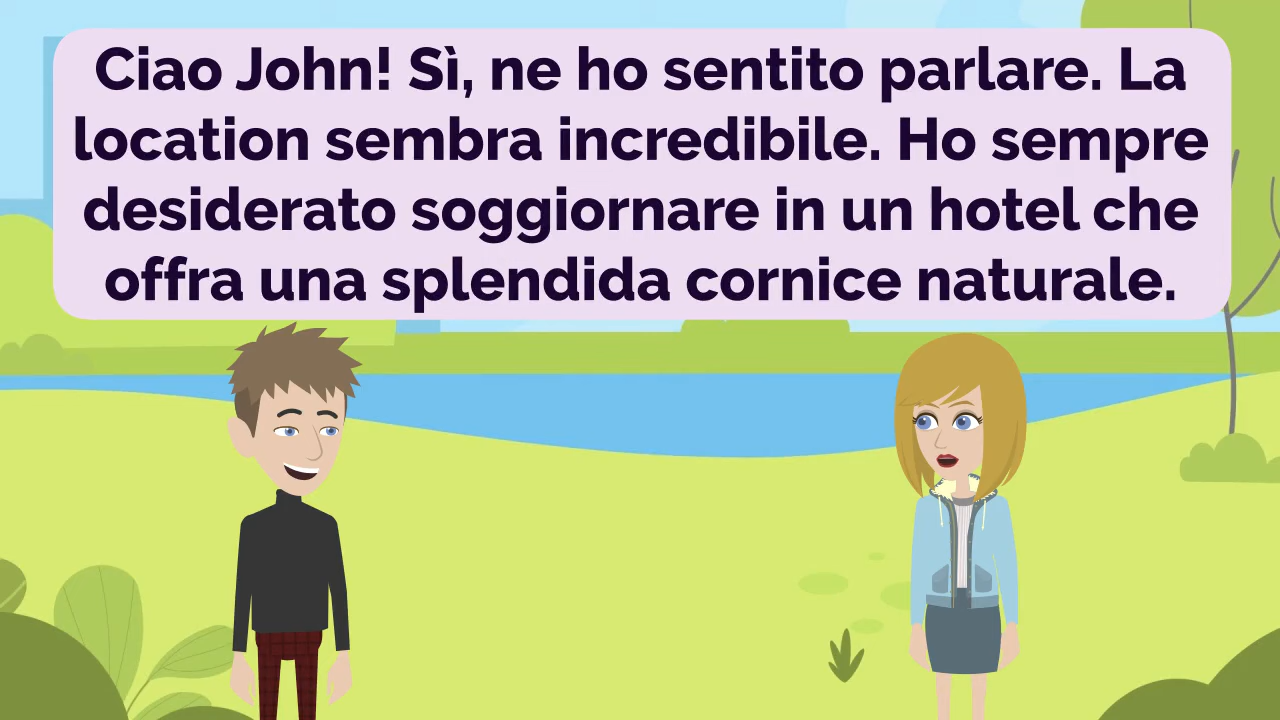 Ciao John! Sì, ne ho sentito parlare. La
location sembra incredibile. Ho sempre
desiderato soggiornare in un hotel che
offra una splendida cornice naturale.